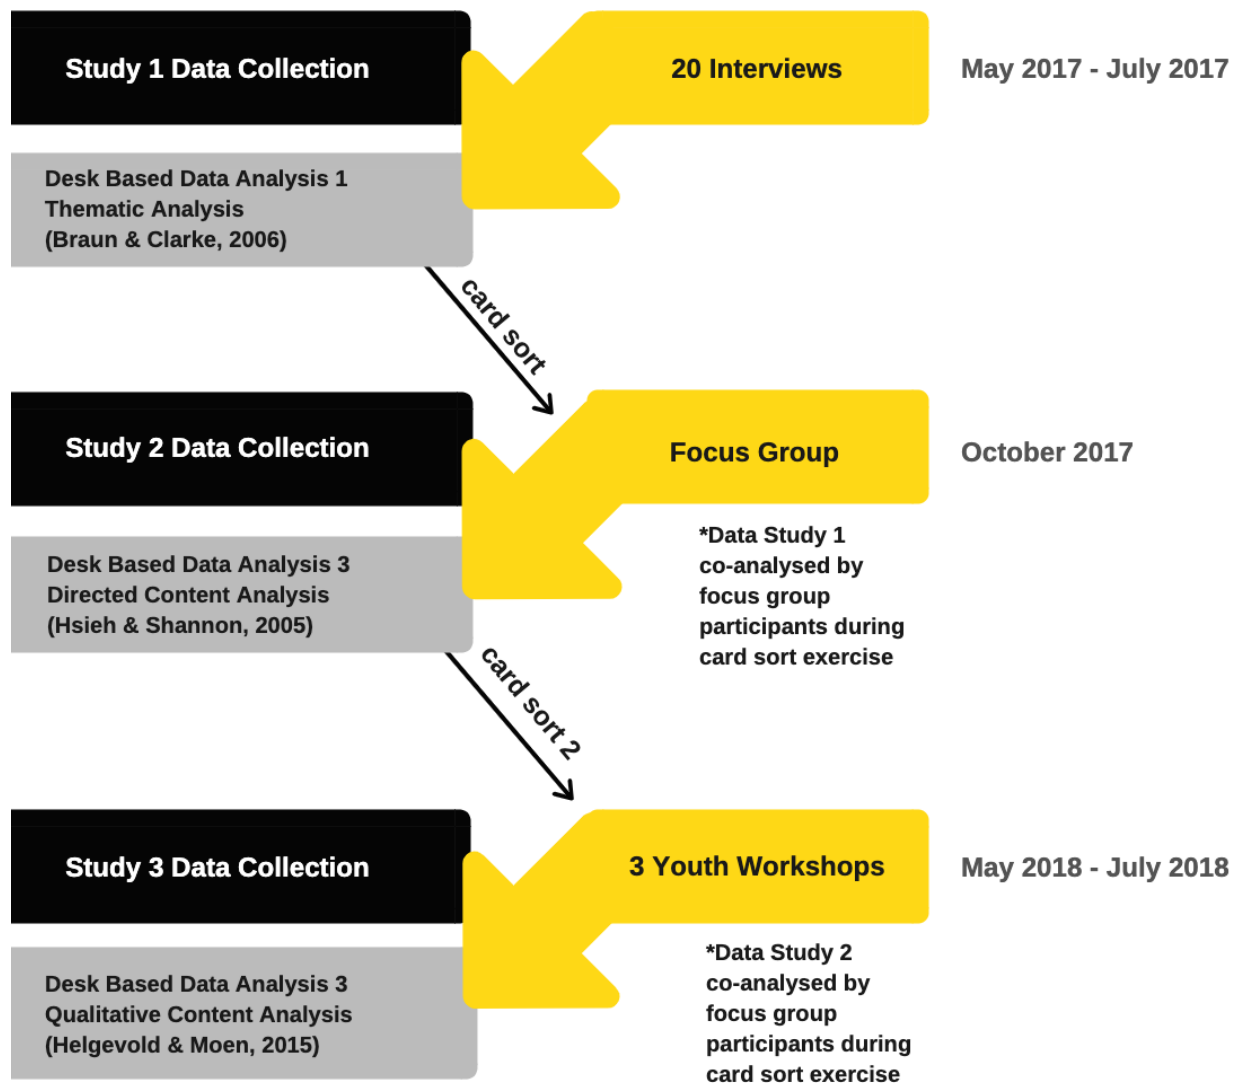 Study 1 Data Collection
20 Interviews
May 2017 - July 2017
Desk Based Data Analysis 1
Thematic Analysis
(Braun & Clarke, 2006)
card sort
Study 2 Data Collection
Focus Group
October 2017
*Data Study 1
co-analysed by
focus group
participants during
card sort exercise
Desk Based Data Analysis 3
Directed Content Analysis
(Hsieh & Shannon, 2005)
card sort 2
Study 3 Data Collection
3 Youth Workshops
May 2018 - July 2018
*Data Study 2
co-analysed by
focus group
participants during
card sort exercise
Desk Based Data Analysis 3
Qualitative Content Analysis
(Helgevold & Moen, 2015)